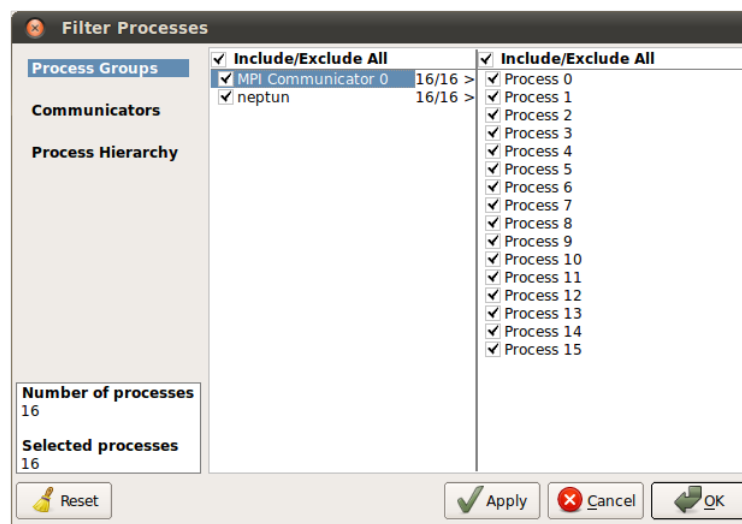 Filter Processes
Process Groups
Communicators
Process Hierarchy
Include/Exclude All
MPI Communicator 0 16/16 >
neptun 16/16 >
Include/Exclude All
Process 0
Process 1
Process 2
Process 3
Process 4
Process 5
Process 6
Process 7
Process 8
Process 9
Process 10
Process 11
Process 12
Process 13
Process 14
Process 15
Number of processes
16
Selected processes
16
Reset
Apply
Cancel
OK